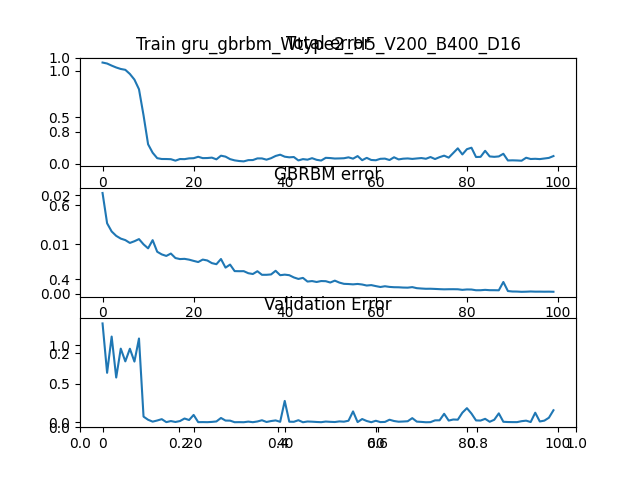 Train gru_gbrbm_Wtype2_H5_V200_B400_D16
Total error
1.0
1.0
0.5
0.8
0.0
0 20 40 60 80 100
GBRBM error
0.02
0.6
0.01
0.4
0.00
0 20 40 60 80 100
Validation Error
1.0
0.2
0.5
0.0
0.0
0.0 0 0.2 20 0.4 40 0.6 60 80 0.8 100 1.0